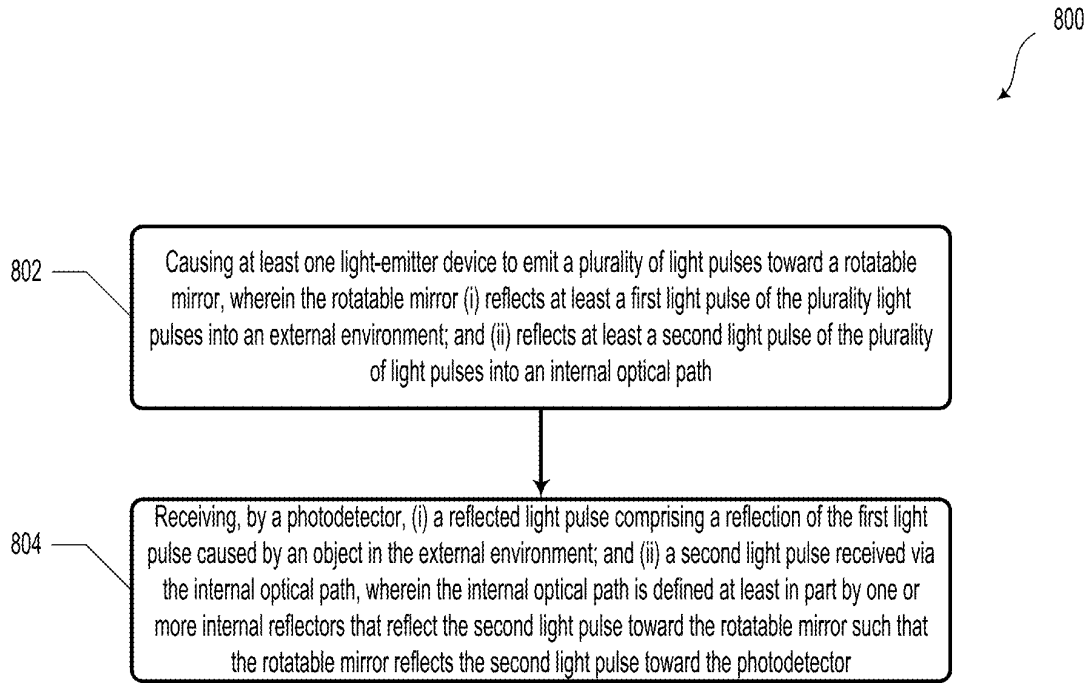 800
802
Causing at least one light-emitter device to emit a plurality of light pulses toward a rotatable
mirror, wherein the rotatable mirror (i) reflects at least a first light pulse of the plurality light
pulses into an external environment; and (ii) reflects at least a second light pulse of the plurality
of light pulses into an internal optical path
804
Receiving, by a photodetector, (i) a reflected light pulse comprising a reflection of the first light
pulse caused by an object in the external environment; and (ii) a second light pulse received via
the internal optical path, wherein the internal optical path is defined at least in part by one or
more internal reflectors that reflect the second light pulse toward the rotatable mirror such that
the rotatable mirror reflects the second light pulse toward the photodetector